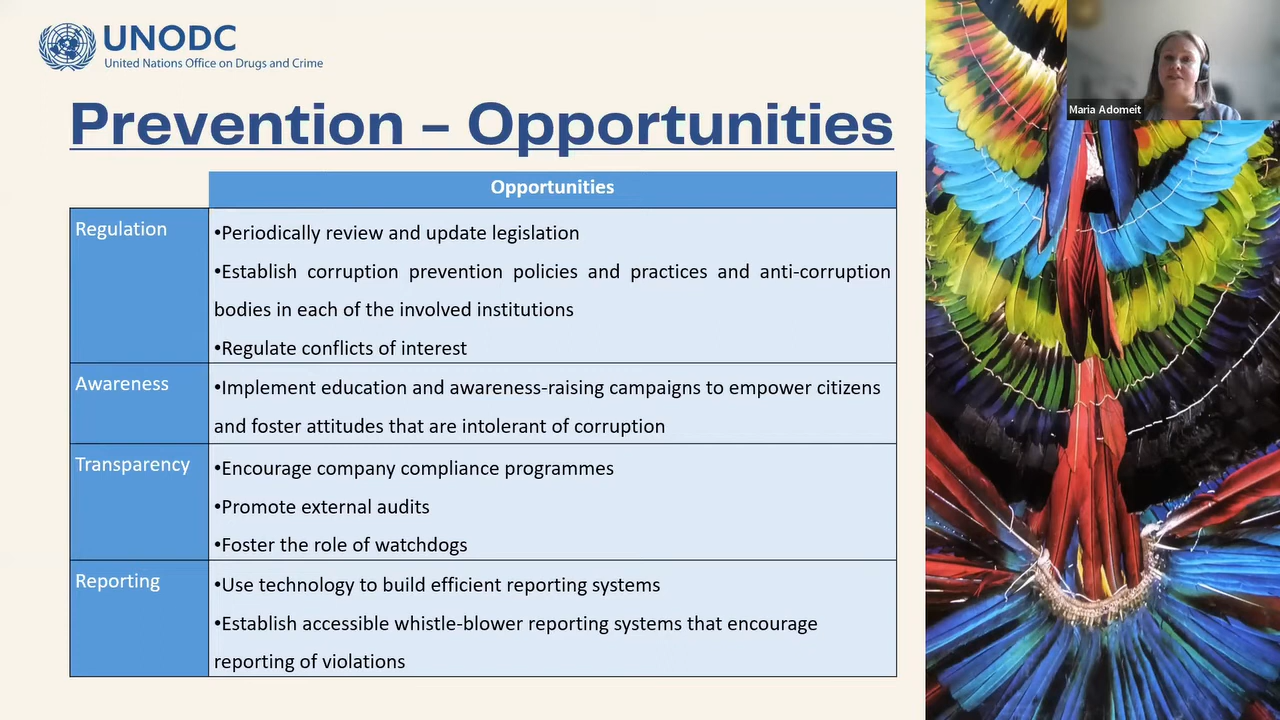 UNODC
United Nations Office on Drugs and Crime
Maria Adomeit
Prevention – Opportunities
Opportunities
Regulation
•Periodically review and update legislation
•Establish corruption prevention policies and practices and anti-corruption
bodies in each of the involved institutions
•Regulate conflicts of interest
Awareness
•Implement education and awareness-raising campaigns to empower citizens
and foster attitudes that are intolerant of corruption
Transparency
•Encourage company compliance programmes
•Promote external audits
•Foster the role of watchdogs
Reporting
•Use technology to build efficient reporting systems
•Establish accessible whistle-blower reporting systems that encourage
reporting of violations